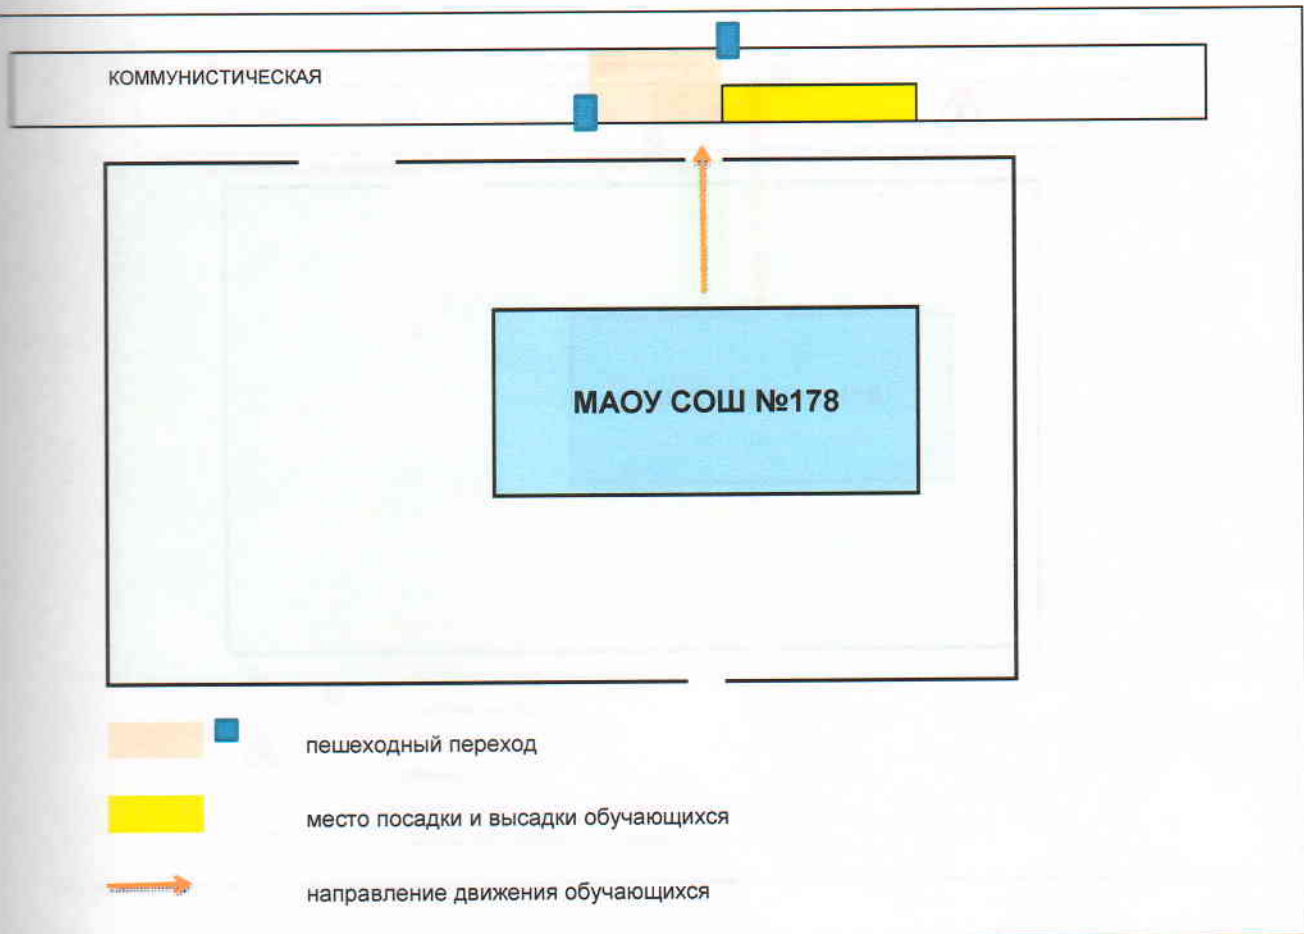 КОММУНИСТИЧЕСКАЯ
МАОУ СОШ №178
пешеходный переход
место посадки и высадки обучающихся
направление движения обучающихся